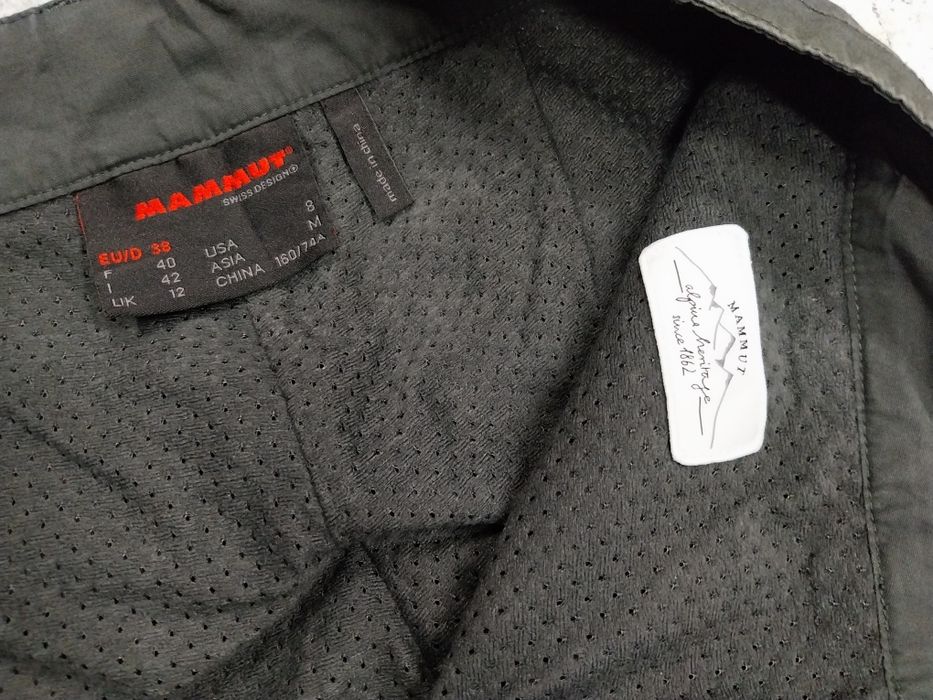 MAMMUT®
SWISS DESIGN®
EU/D 38 USA 8
F 40 ASIA M
I 42 CHINA 160/74A
UK 12
made in china
MAMMUT
alpine heritage
since 1862